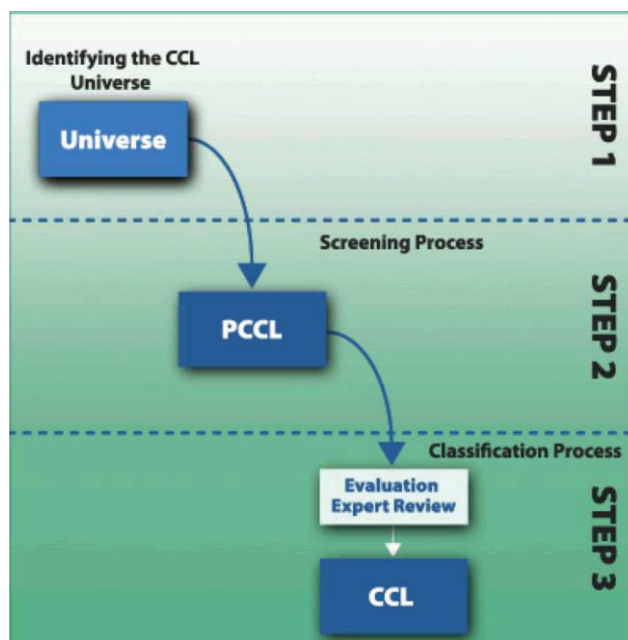 Identifying the CCL
Universe
Universe
STEP 1
Screening Process
PCCL
STEP 2
Classification Process
Evaluation
Expert Review
CCL
STEP 3